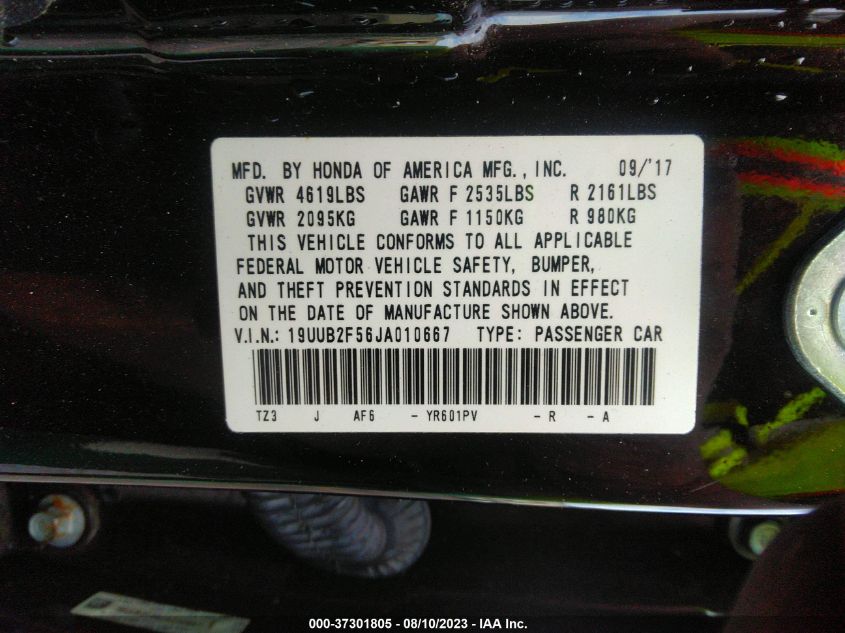 MFD. BY HONDA OF AMERICA MFG., INC. 09/'17
GVWR 4619LBS GAWR F 2535LBS R 2161LBS
GVWR 2095KG GAWR F 1150KG R 980KG
THIS VEHICLE CONFORMS TO ALL APPLICABLE
FEDERAL MOTOR VEHICLE SAFETY, BUMPER,
AND THEFT PREVENTION STANDARDS IN EFFECT
ON THE DATE OF MANUFACTURE SHOWN ABOVE.
V.I.N.: 19UUB2F56JA010667 TYPE: PASSENGER CAR
TZ3 J AF6 - YR601PV - R - A
000-37301805 - 08/10/2023 - IAA Inc.